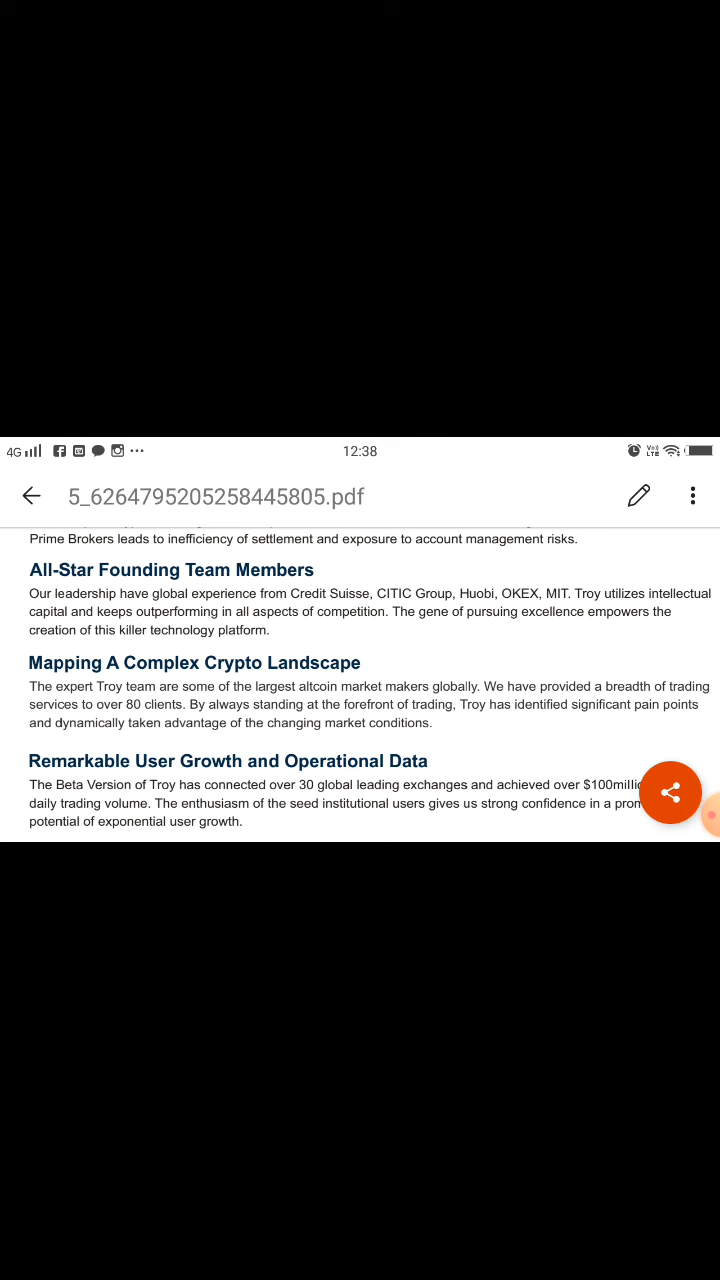 4G 12:38 Vo) LTE
5_6264795205258445805.pdf
Prime Brokers leads to inefficiency of settlement and exposure to account management risks.
All-Star Founding Team Members
Our leadership have global experience from Credit Suisse, CITIC Group, Huobi, OKEX, MIT. Troy utilizes intellectual
capital and keeps outperforming in all aspects of competition. The gene of pursuing excellence empowers the
creation of this killer technology platform.
Mapping A Complex Crypto Landscape
The expert Troy team are some of the largest altcoin market makers globally. We have provided a breadth of trading
services to over 80 clients. By always standing at the forefront of trading, Troy has identified significant pain points
and dynamically taken advantage of the changing market conditions.
Remarkable User Growth and Operational Data
The Beta Version of Troy has connected over 30 global leading exchanges and achieved over $100millio
daily trading volume. The enthusiasm of the seed institutional users gives us strong confidence in a
potential of exponential user growth.